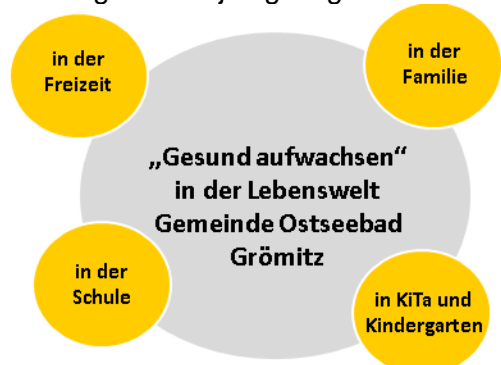 in der
Freizeit
in der
Familie
„Gesund aufwachsen“
in der Lebenswelt
Gemeinde Ostseebad
Grömitz
in der
Schule
in KiTa und
Kindergarten